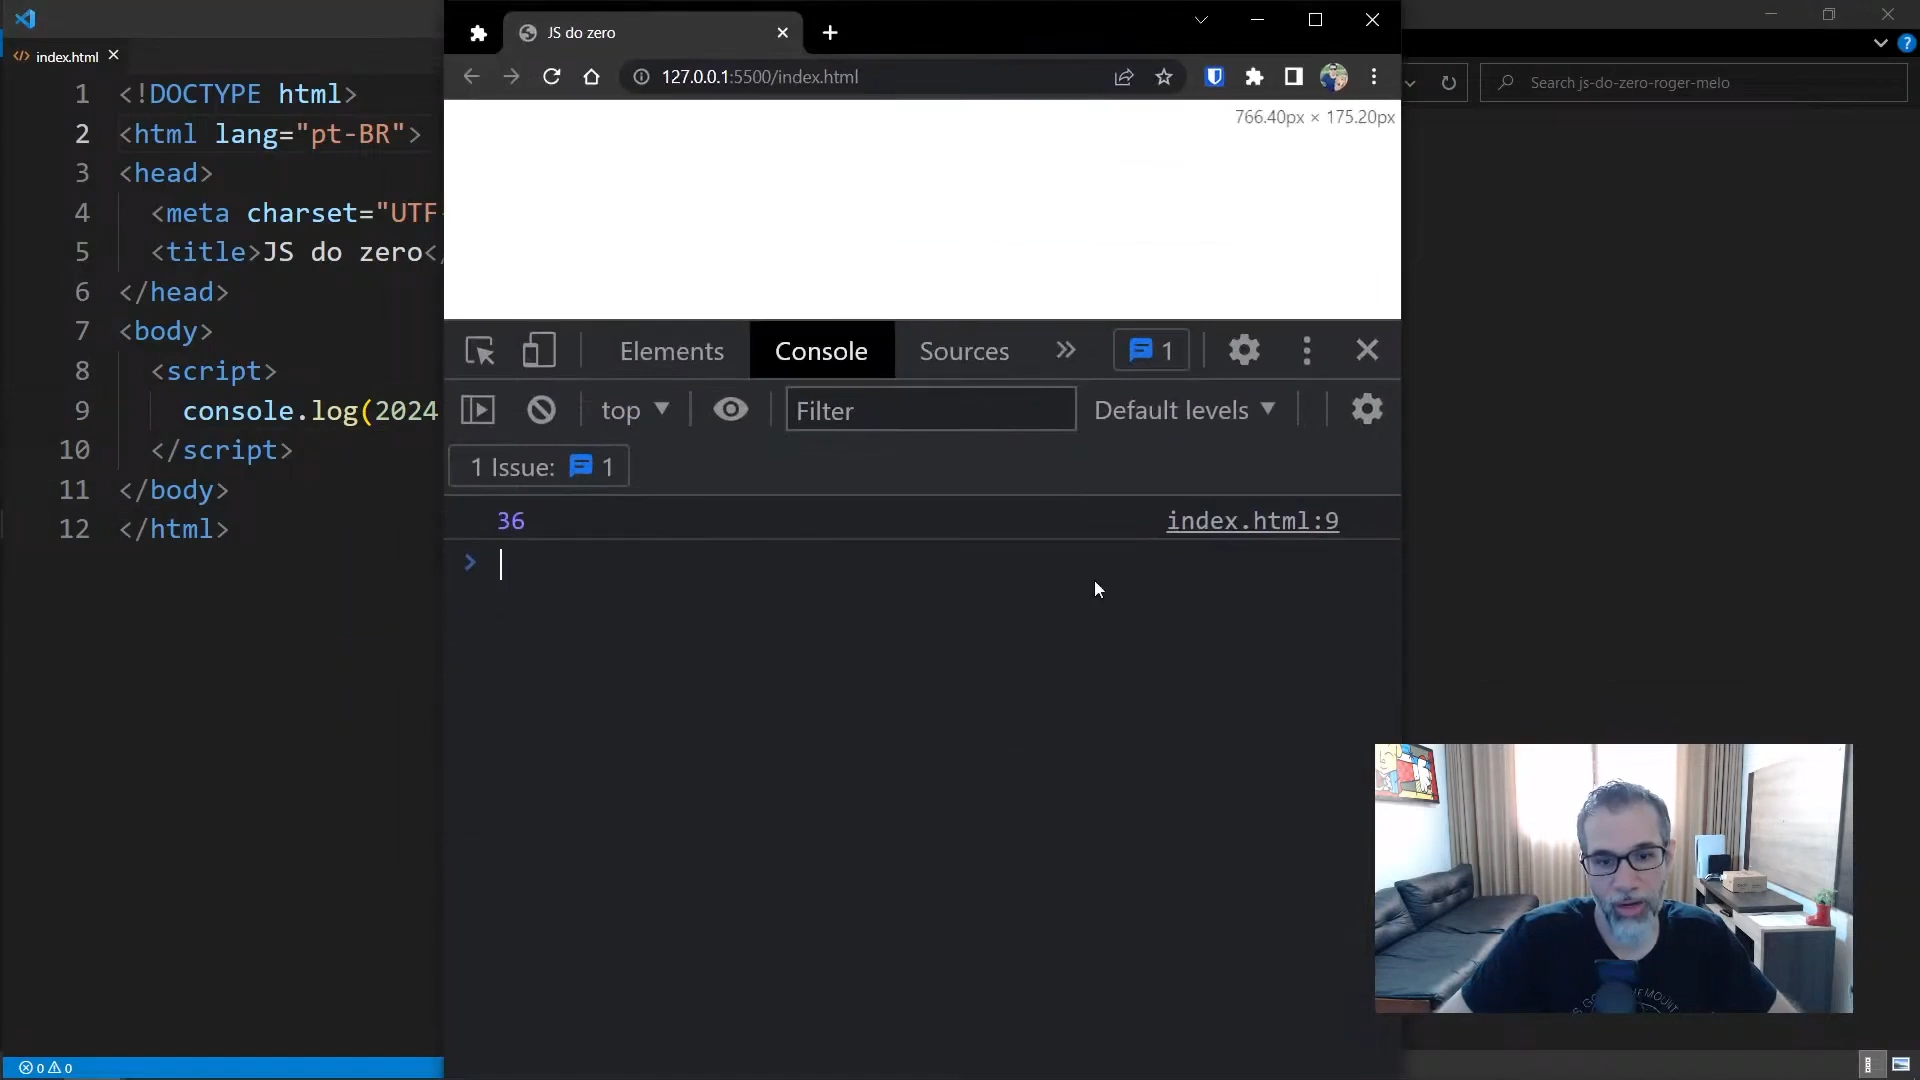 index.html
1 <!DOCTYPE html>
2 <html lang="pt-BR">
3 <head>
4 <meta charset="UTF-
5 <title>JS do zero<
6 </head>
7 <body>
8 <script>
9 console.log(2024
10 </script>
11 </body>
12 </html>
0 0
JS do zero
127.0.0.1:5500/index.html
766.40px × 175.20px
Elements Console Sources 1
top Filter Default levels
1 Issue: 1
36 index.html:9
Search js-do-zero-roger-melo